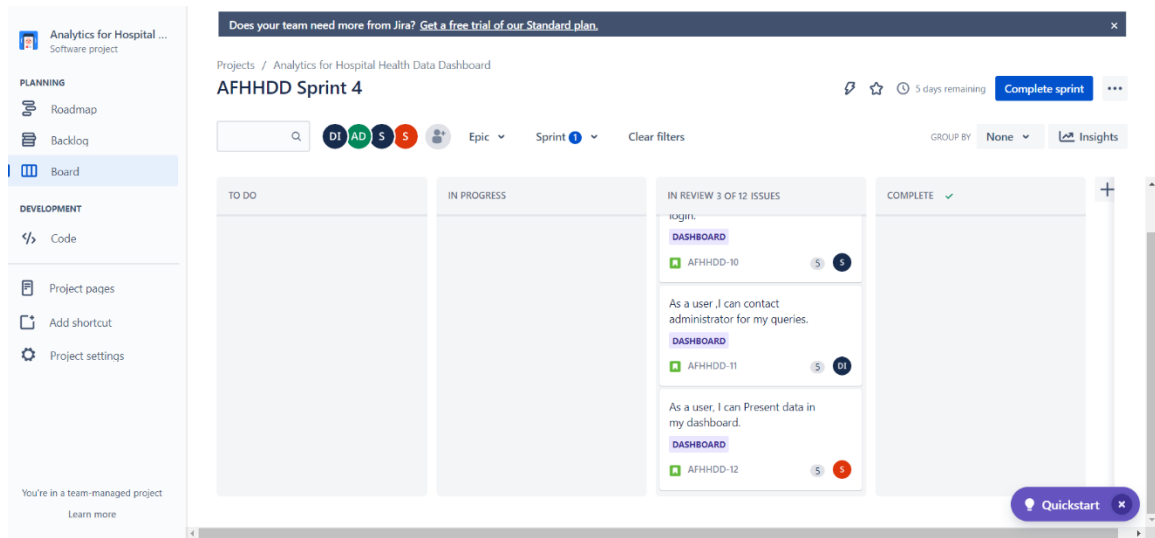 Does your team need more from Jira? Get a free trial of our Standard plan.
Analytics for Hospital ...
Software project
PLANNING
Roadmap
Backlog
Board
DEVELOPMENT
Code
Project pages
Add shortcut
Project settings
You're in a team-managed project
Learn more
Projects / Analytics for Hospital Health Data Dashboard
AFHHDD Sprint 4
5 days remaining
Complete sprint
DI AD S S
Epic
Sprint 1
Clear filters
GROUP BY
None
Insights
TO DO
IN PROGRESS
IN REVIEW 3 OF 12 ISSUES
login.
DASHBOARD
AFHHDD-10 5 S
As a user ,I can contact
administrator for my queries.
DASHBOARD
AFHHDD-11 5 DI
As a user, I can Present data in
my dashboard.
DASHBOARD
AFHHDD-12 5 S
COMPLETE
Quickstart